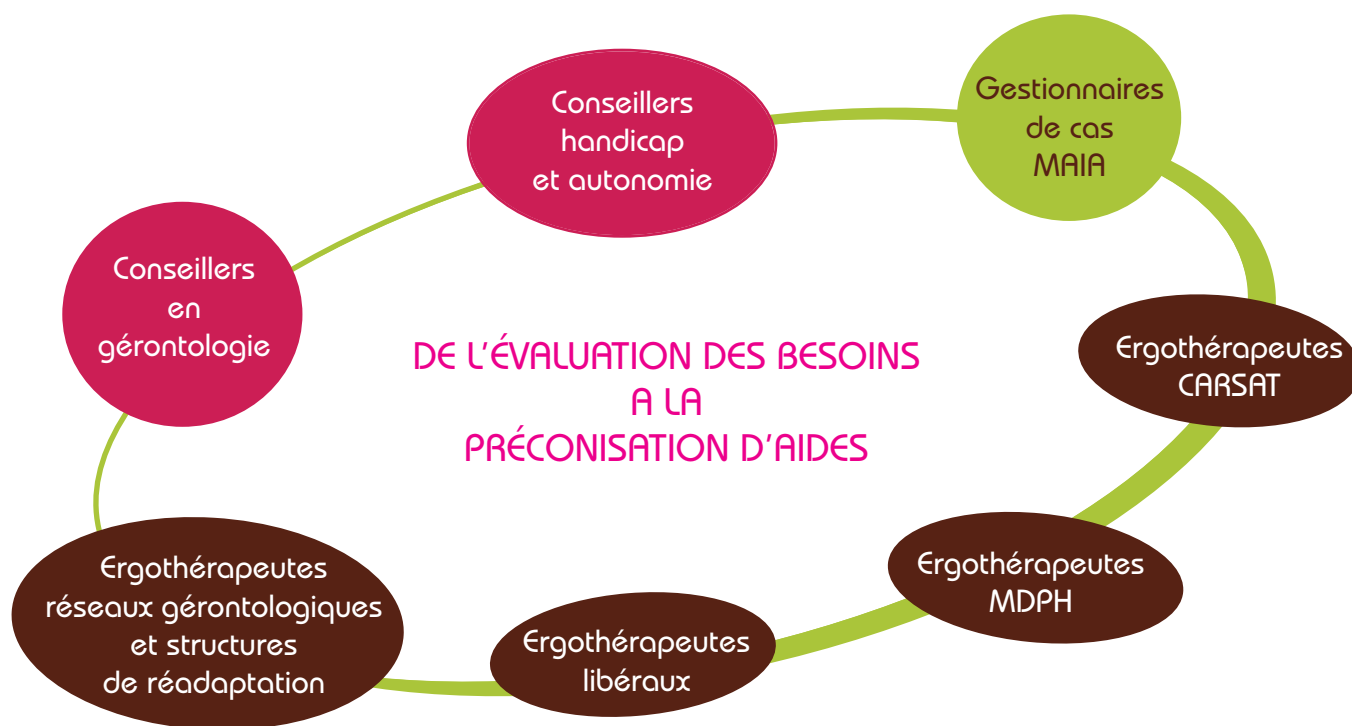 Conseillers
handicap
et autonomie
Gestionnaires
de cas
MAIA
Conseillers
en
gérontologie
DE L'ÉVALUATION DES BESOINS
A LA
PRÉCONISATION D'AIDES
Ergothérapeutes
CARSAT
Ergothérapeutes
MDPH
Ergothérapeutes
libéraux
Ergothérapeutes
réseaux gérontologiques
et structures
de réadaptation